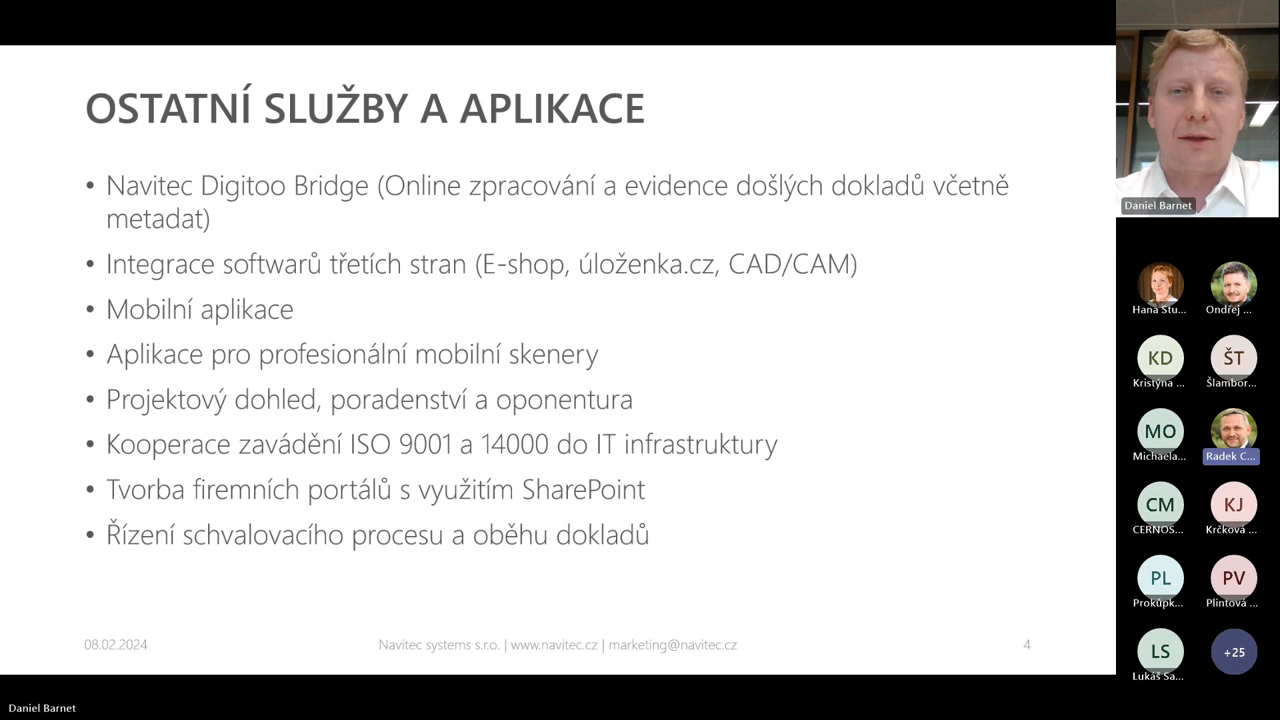 OSTATNÍ SLUŽBY A APLIKACE
• Navitec Digitoo Bridge (Online zpracování a evidence došlých dokladů včetně
metadat)
• Integrace softwarů třetích stran (E-shop, úloženka.cz, CAD/CAM)
• Mobilní aplikace
• Aplikace pro profesionální mobilní skenery
• Projektový dohled, poradenství a oponentura
• Kooperace zavádění ISO 9001 a 14000 do IT infrastruktury
• Tvorba firemních portálů s využitím SharePoint
• Řízení schvalovacího procesu a oběhu dokladů
08.02.2024
Navitec systems s.r.o. | www.navitec.cz | marketing@navitec.cz
4
Daniel Barnet
Hana Stu...
Ondřej ...
KD
Kristýna ...
ŠT
Šlambor...
MO
Michaela...
Radek C...
CM
CERNOS...
KJ
Krčková ...
PL
Prokůpk...
PV
Plintová ...
LS
Lukáš Sa...
+25
Daniel Barnet